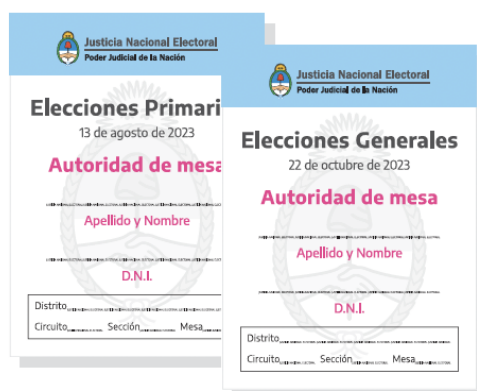 Justicia Nacional Electoral
Poder Judicial de la Nación
Elecciones Primari
13 de agosto de 2023
Autoridad de mesa
Apellido y Nombre
D.N.I.
Distrito
Circuito Sección Mesa
Justicia Nacional Electoral
Poder Judicial de la Nación
Elecciones Generales
22 de octubre de 2023
Autoridad de mesa
Apellido y Nombre
D.N.I.
Distrito
Circuito Sección Mesa